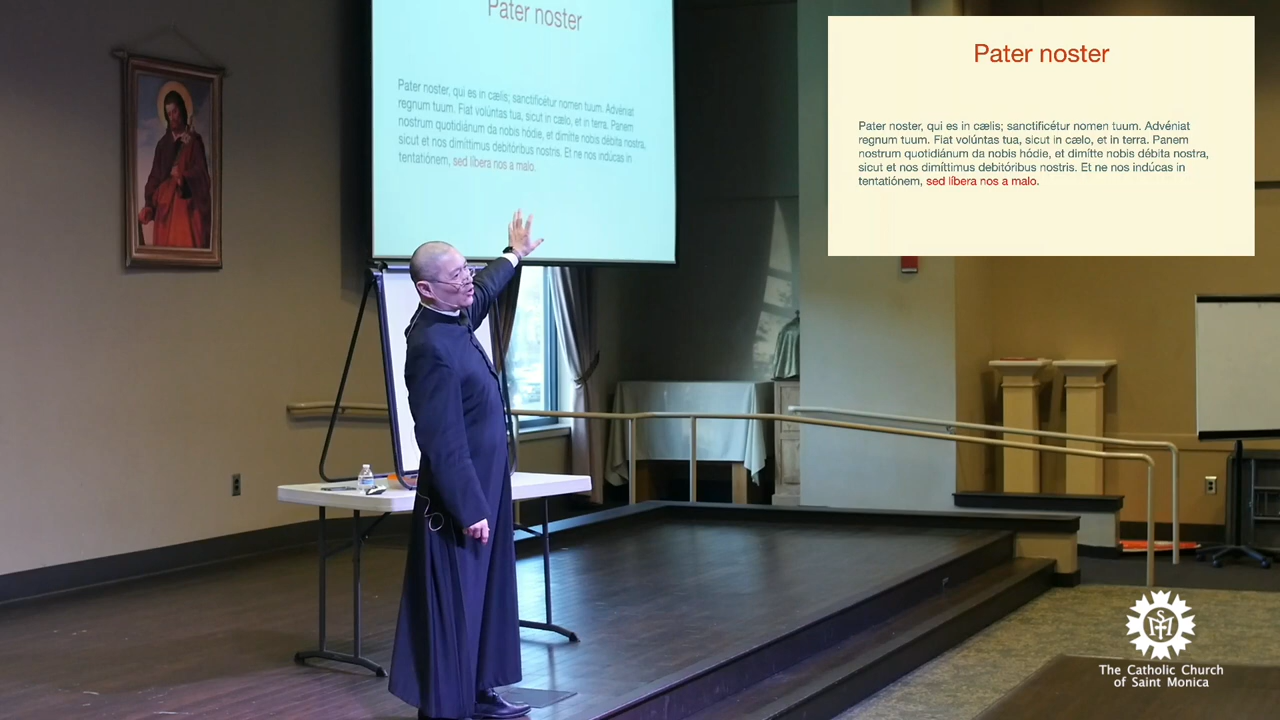 Pater noster
Pater noster, qui es in cælis; sanctificétur nomen tuum. Advéniat
regnum tuum. Fiat volúntas tua, sicut in cælo, et in terra. Panem
nostrum quotidiánum da nobis hódie, et dimítte nobis débita nostra,
sicut et nos dimíttimus debitóribus nostris. Et ne nos indúcas in
tentatiónem, sed líbera nos a malo.
Pater noster
Pater noster, qui es in cælis; sanctificétur nomen tuum. Advéniat
regnum tuum. Fiat volúntas tua, sicut in cælo, et in terra. Panem
nostrum quotidiánum da nobis hódie, et dimítte nobis débita nostra,
sicut et nos dimíttimus debitóribus nostris. Et ne nos indúcas in
tentatiónem, sed líbera nos a malo.
The Catholic Church
of Saint Monica